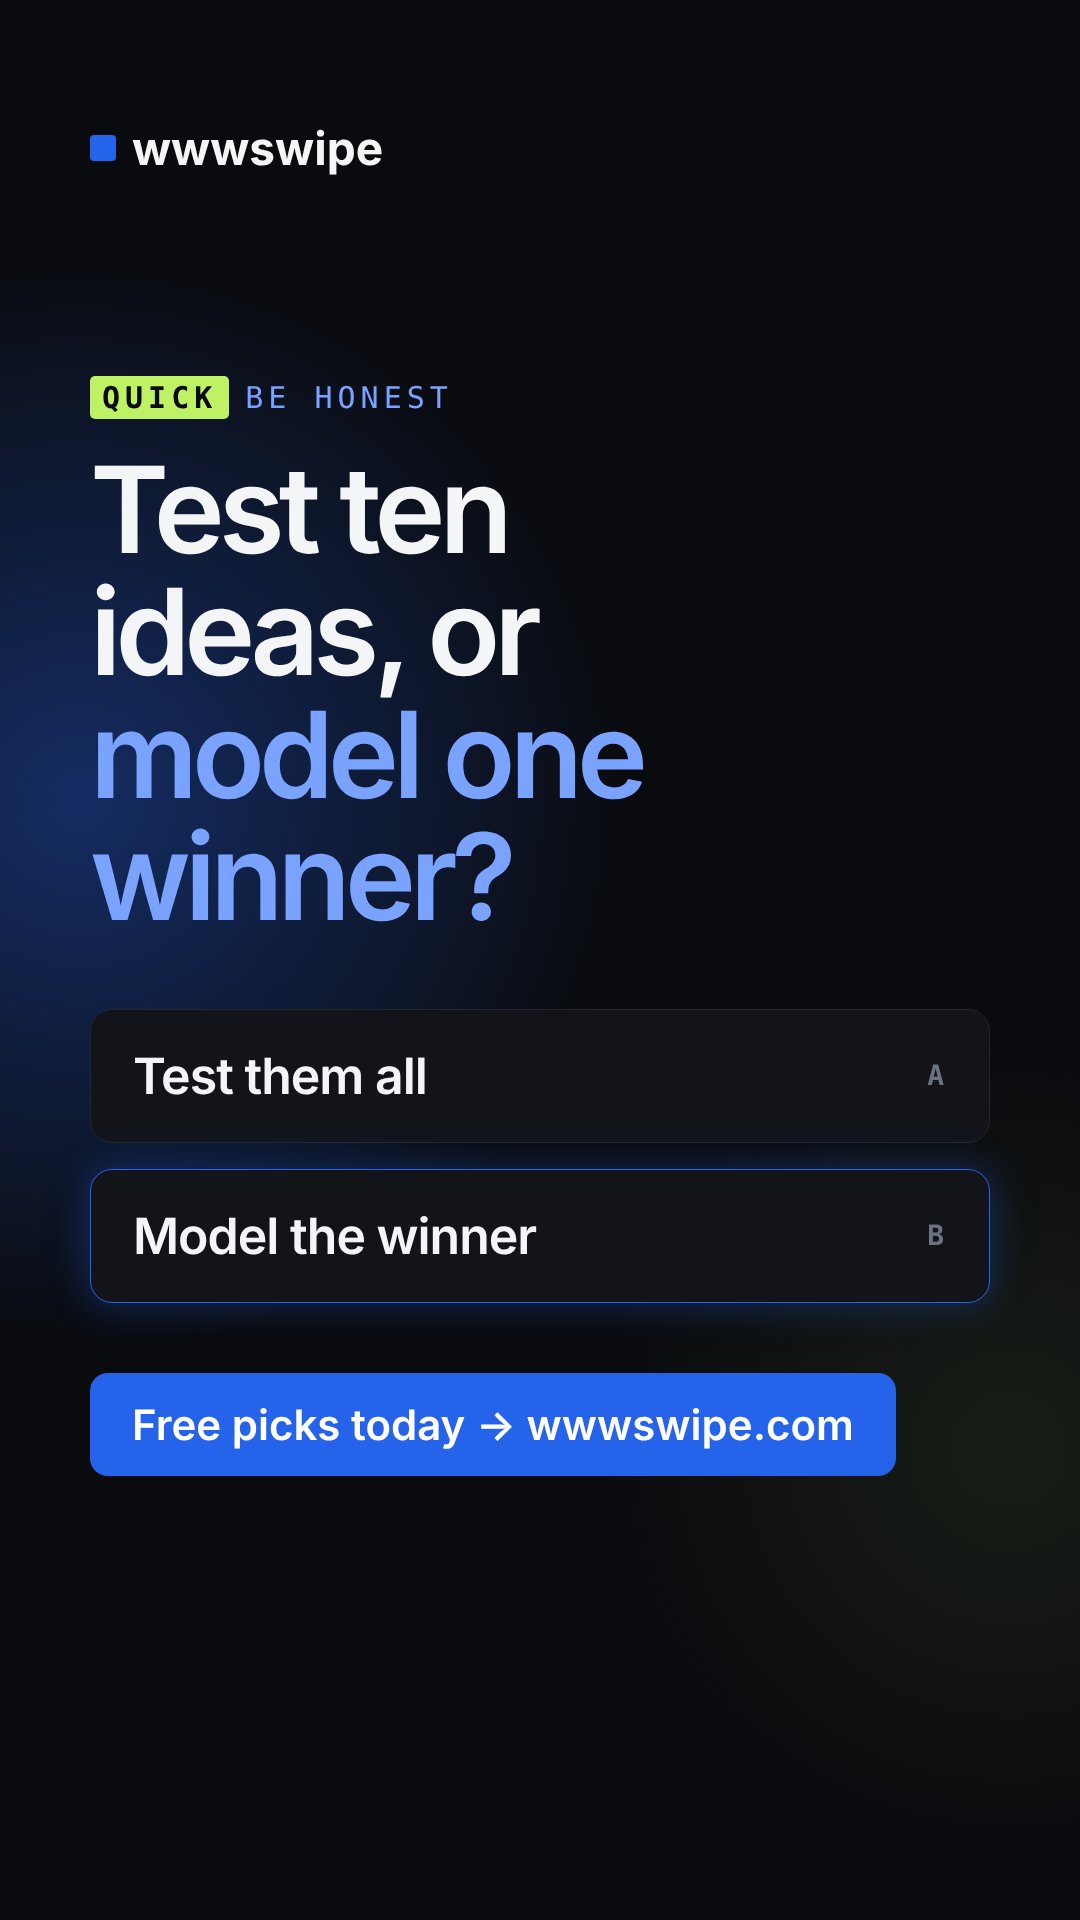 wwwswipe
QUICK BE HONEST
Test ten
ideas, or
model one
winner?
Test them all A
Model the winner B
Free picks today → wwwswipe.com